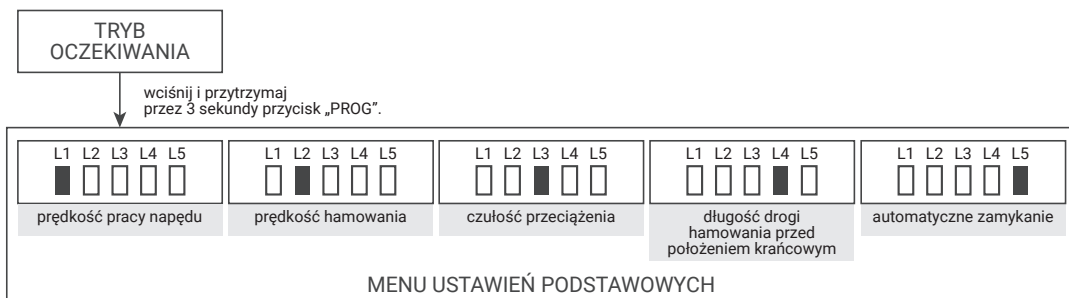 TRYB
OCZEKIWANIA
wciśnij i przytrzymaj
przez 3 sekundy przycisk „PROG”.
L1 L2 L3 L4 L5
prędkość pracy napędu
L1 L2 L3 L4 L5
prędkość hamowania
L1 L2 L3 L4 L5
czułość przeciążenia
L1 L2 L3 L4 L5
długość drogi
hamowania przed
położeniem krańcowym
L1 L2 L3 L4 L5
automatyczne zamykanie
MENU USTAWIEŃ PODSTAWOWYCH